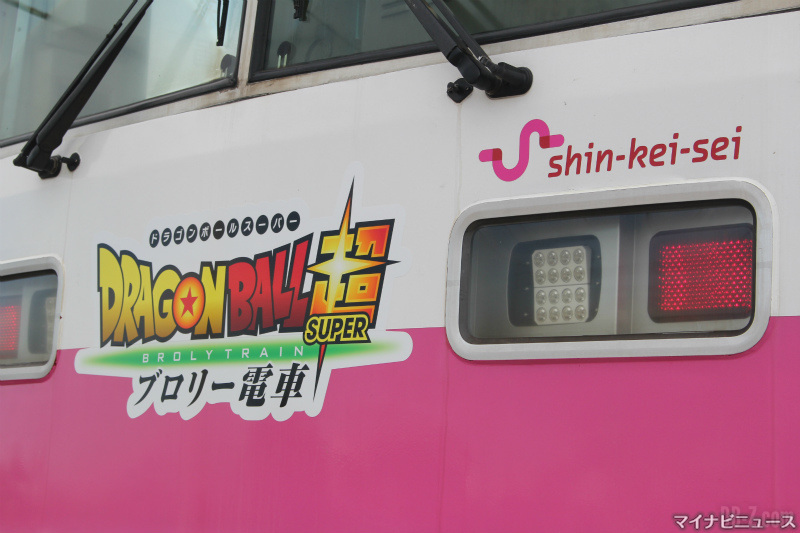 shin-kei-sei
ドラゴンボールスーパー
DRAGON BALL 超
SUPER
BROLY TRAIN
ブロリー電車
マイナビニュース